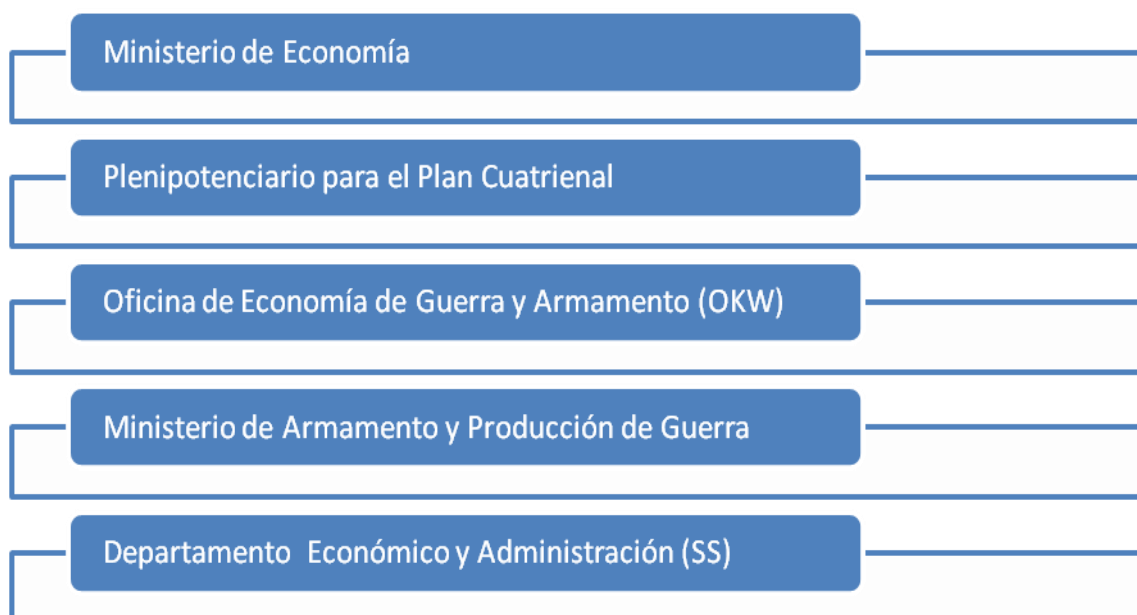 Ministerio de Economía
Plenipotenciario para el Plan Cuatrienal
Oficina de Economía de Guerra y Armamento (OKW)
Ministerio de Armamento y Producción de Guerra
Departamento Económico y Administración (SS)